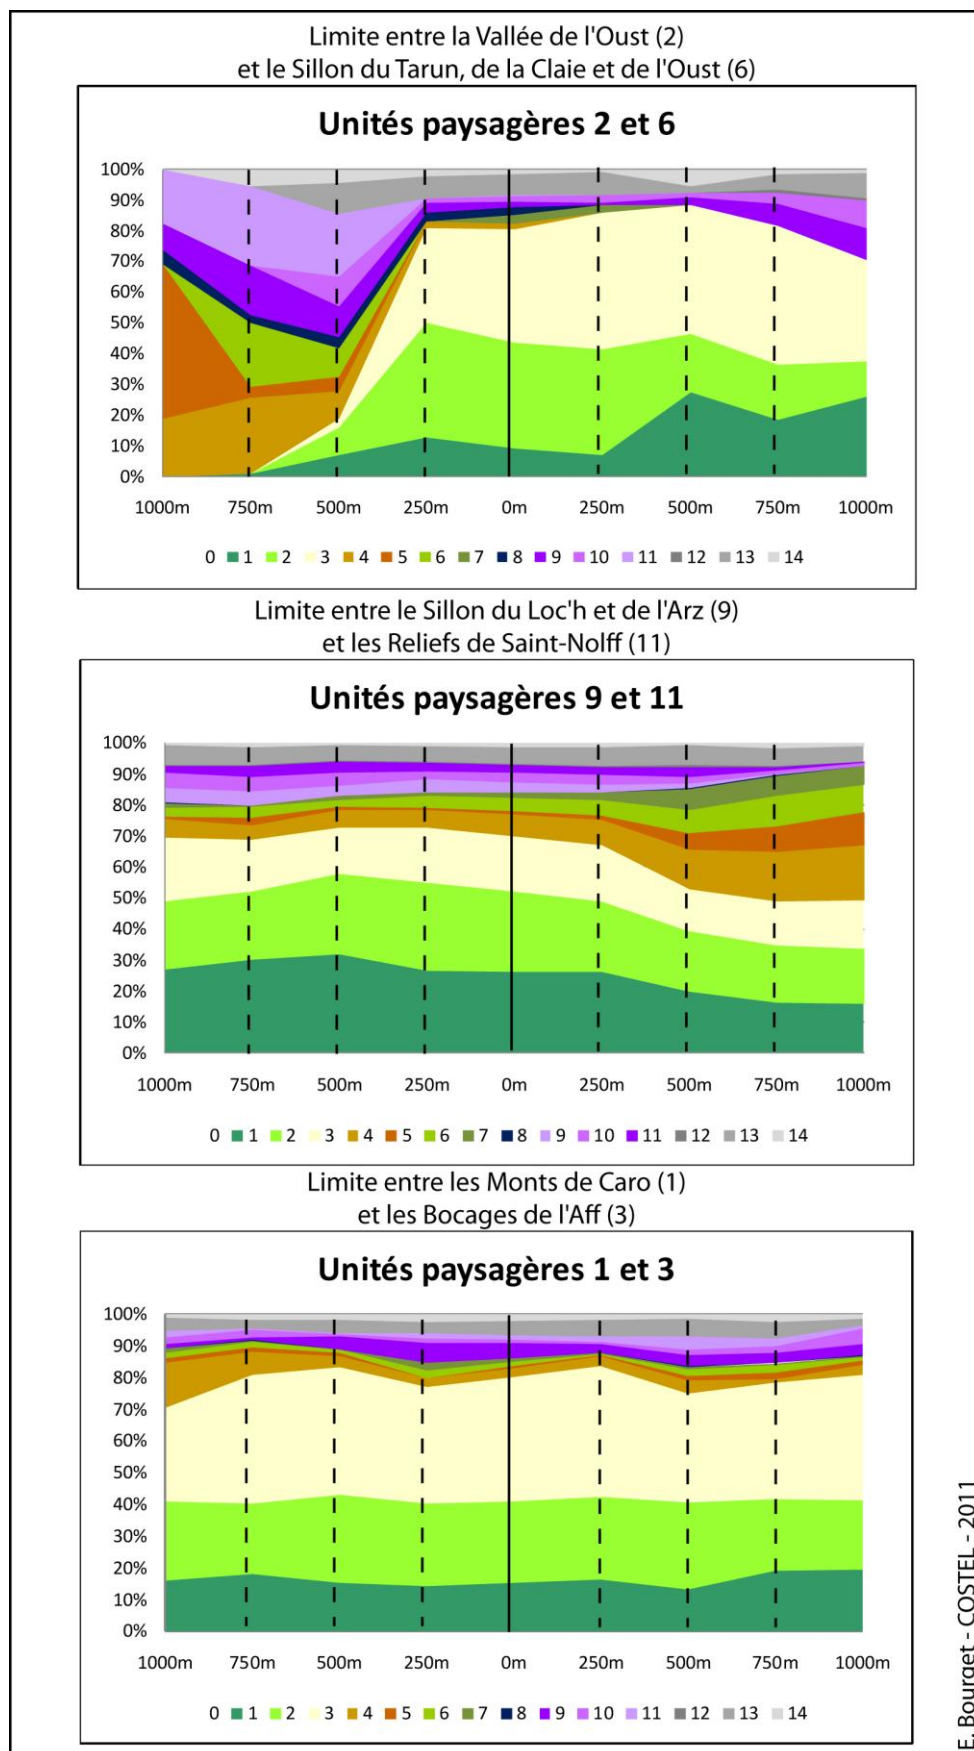 Limite entre la Vallée de l'Oust (2)
et le Sillon du Tarun, de la Claie et de l'Oust (6)
Unités paysagères 2 et 6
100%
90%
80%
70%
60%
50%
40%
30%
20%
10%
0%
1000m 750m 500m 250m 0m 250m 500m 750m 1000m
0 1 2 3 4 5 6 7 8 9 10 11 12 13 14
Limite entre le Sillon du Loc'h et de l'Arz (9)
et les Reliefs de Saint-Nolff (11)
Unités paysagères 9 et 11
100%
90%
80%
70%
60%
50%
40%
30%
20%
10%
0%
1000m 750m 500m 250m 0m 250m 500m 750m 1000m
0 1 2 3 4 5 6 7 8 9 10 11 12 13 14
Limite entre les Monts de Caro (1)
et les Bocages de l'Aff (3)
Unités paysagères 1 et 3
100%
90%
80%
70%
60%
50%
40%
30%
20%
10%
0%
1000m 750m 500m 250m 0m 250m 500m 750m 1000m
0 1 2 3 4 5 6 7 8 9 10 11 12 13 14
E. Bourget - COSTEL - 2011